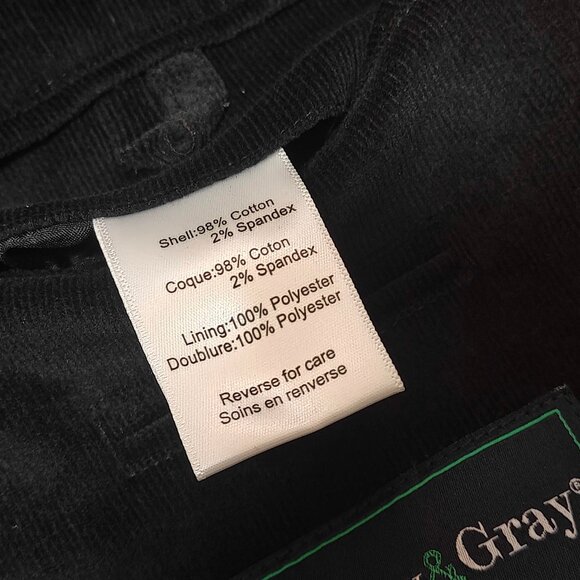 Shell:98% Cotton
2% Spandex
Coque:98% Coton
2% Spandex
Lining:100% Polyester
Doublure:100% Polyester
Reverse for care
Soins en renverse
Gray®